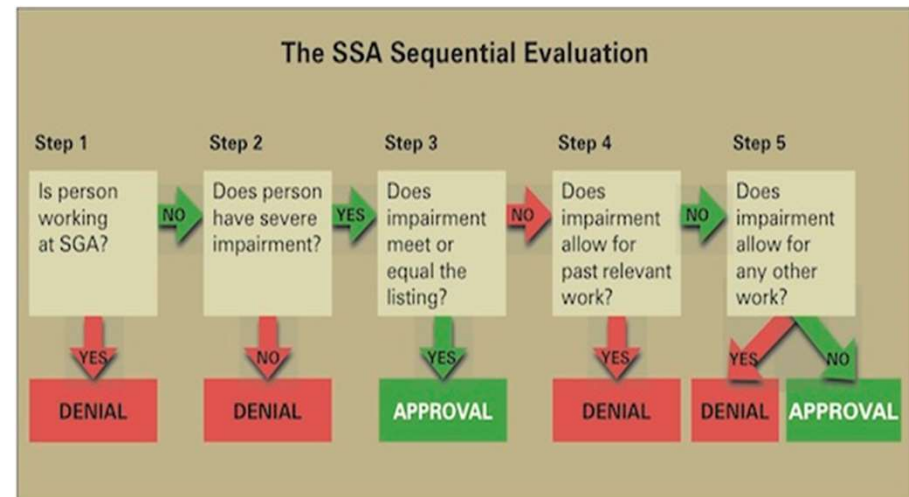 The SSA Sequential Evaluation
Step 1
Is person
working
at SGA?
NO
YES
DENIAL
Step 2
Does person
have severe
impairment?
YES
NO
DENIAL
Step 3
Does
impairment
meet or
equal the
listing?
NO
YES
APPROVAL
Step 4
Does
impairment
allow for
past relevant
work?
NO
YES
DENIAL
Step 5
Does
impairment
allow for
any other
work?
YES
NO
DENIAL
APPROVAL